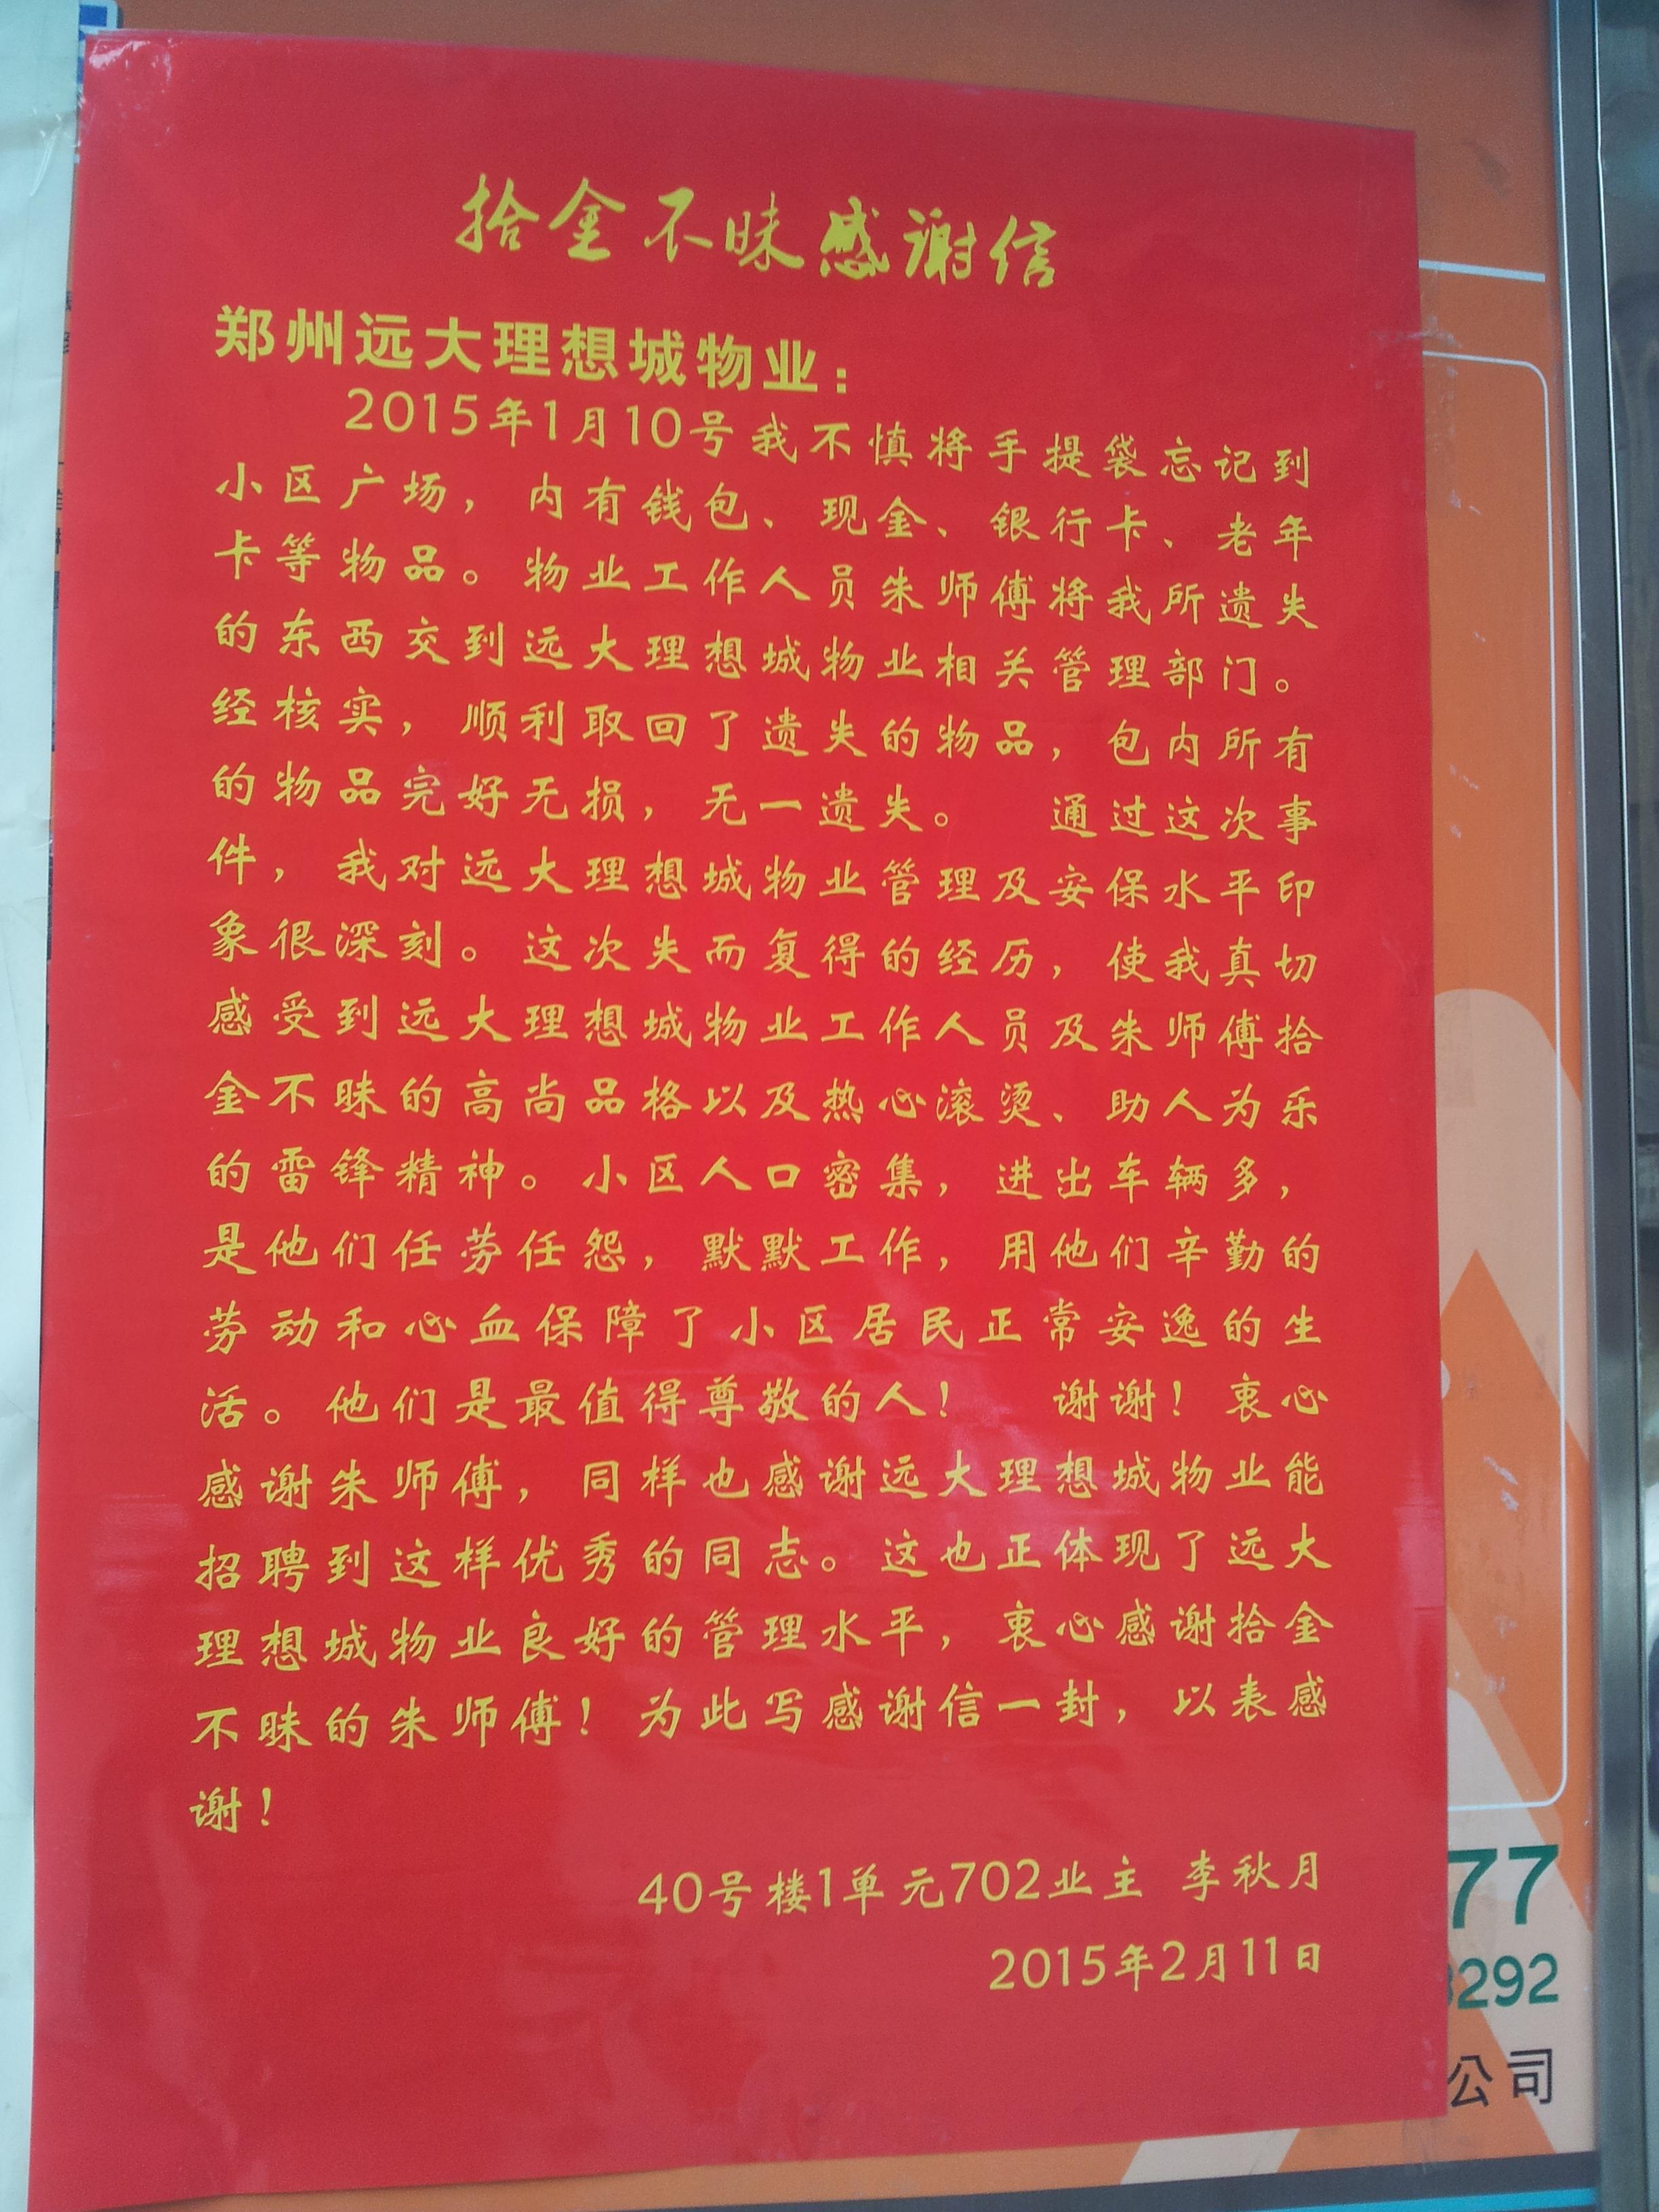 拾金不昧感谢信
郑州远大理想城物业：
2015年1月10号我不慎将手提袋忘记到
小区广场，内有钱包、现金、银行卡、老年
卡等物品。物业工作人员朱师傅将我所遗失
的东西交到远大理想城物业相关管理部门。
经核实，顺利取回了遗失的物品，包内所有
的物品完好无损，无一遗失。 通过这次事
件，我对远大理想城物业管理及安保水平印
象很深刻。这次失而复得的经历，使我真切
感受到远大理想城物业工作人员及朱师傅拾
金不昧的高尚品格以及热心滚烫、助人为乐
的雷锋精神。小区人口密集，进出车辆多，
是他们任劳任怨，默默工作，用他们辛勤的
劳动和心血保障了小区居民正常安逸的生
活。他们是最值得尊敬的人！ 谢谢！衷心
感谢朱师傅，同样也感谢远大理想城物业能
招聘到这样优秀的同志。这也正体现了远大
理想城物业良好的管理水平，衷心感谢拾金
不昧的朱师傅！为此写感谢信一封，以表感
谢！
40号楼1单元702业主 李秋月
2015年2月11日
77
3292
公司